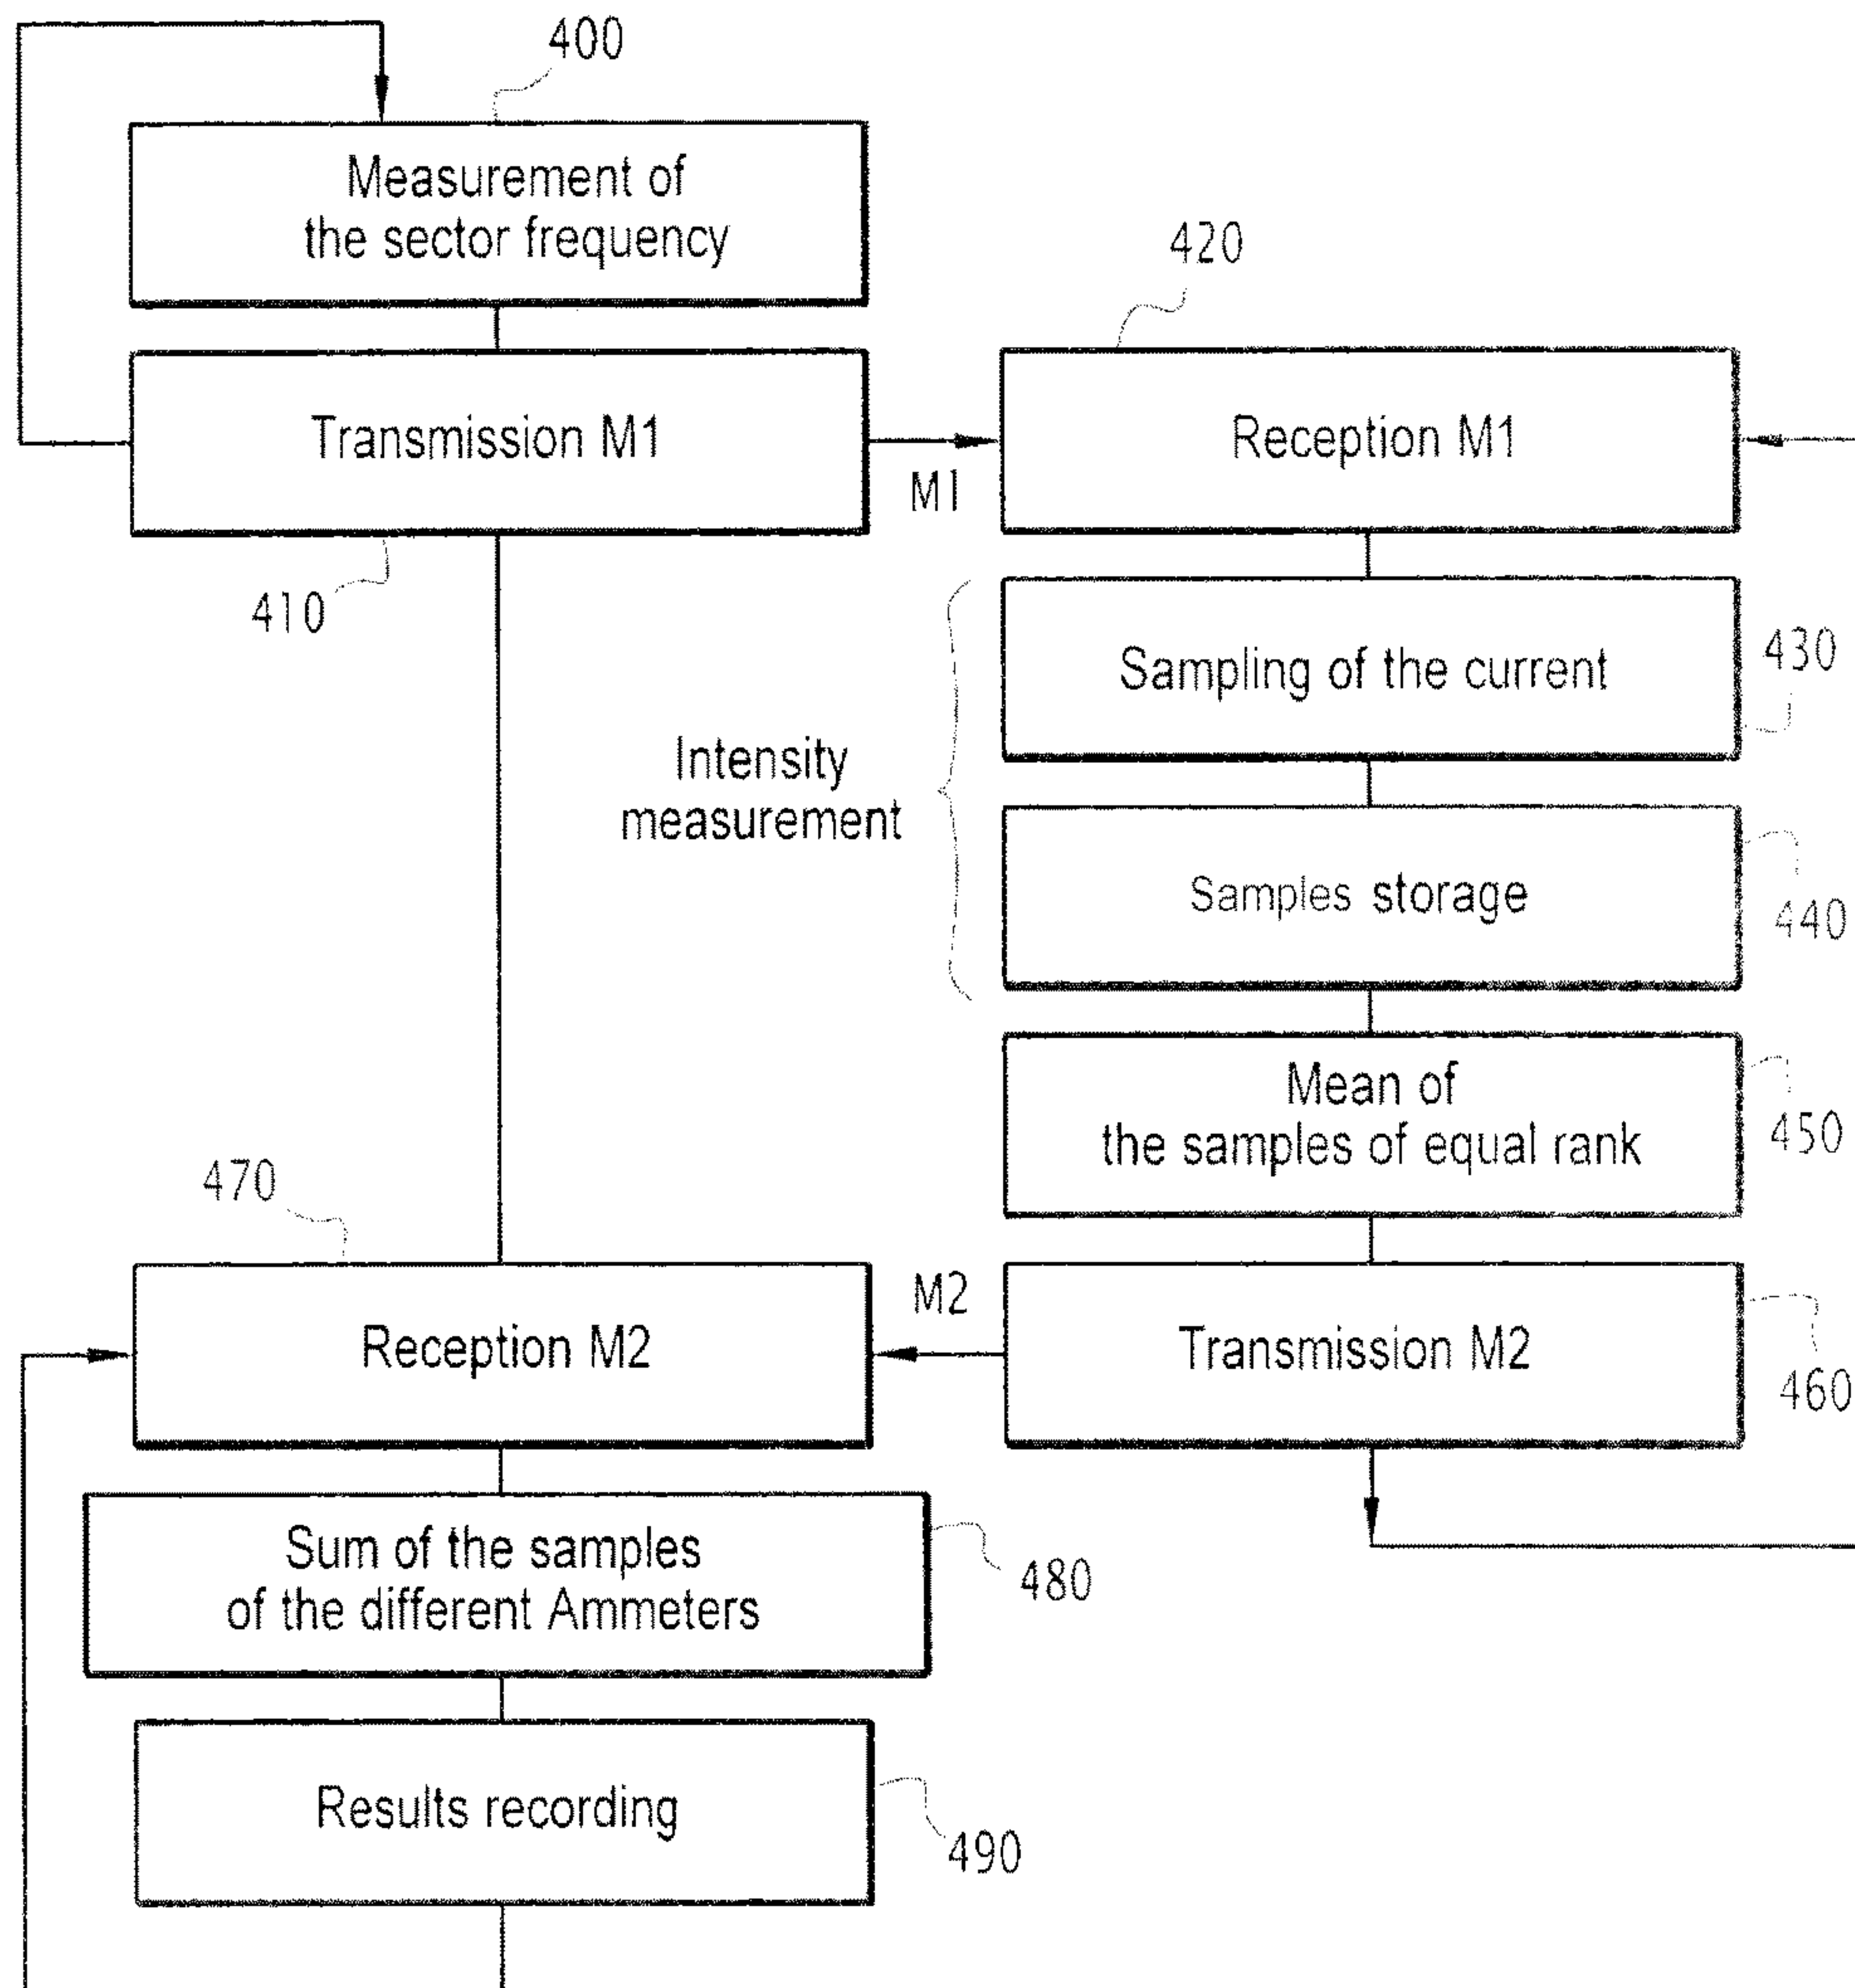 400
Measurement of
the sector frequency
420
Transmission M1
M1
Reception M1
410
Sampling of the current
430
Intensity
measurement
Samples storage
440
Mean of
the samples of equal rank
450
470
Reception M2
M2
Transmission M2
460
Sum of the samples
of the different Ammeters
480
Results recording
490